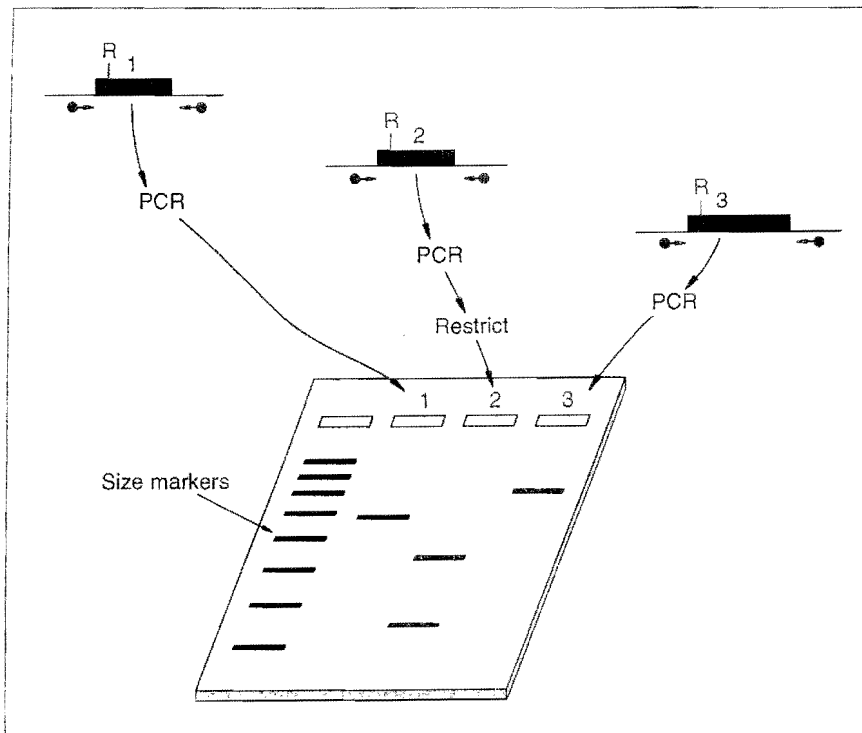 R
1
R
2
R
3
PCR
PCR
PCR
Restrict
1 2 3
Size markers